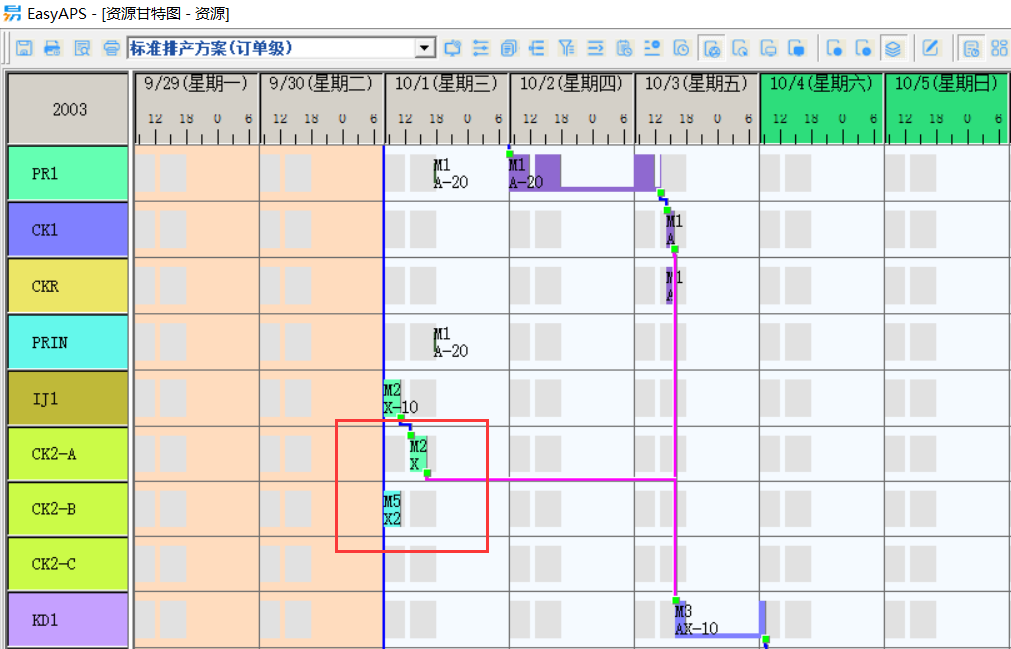 EasyAPS - [资源甘特图 - 资源]
标准排产方案(订单级)
2003
9/29(星期一) 9/30(星期二) 10/1(星期三) 10/2(星期四) 10/3(星期五) 10/4(星期六) 10/5(星期日)
12 18 0 6 12 18 0 6 12 18 0 6 12 18 0 6 12 18 0 6 12 18 0 6 12 18 0 6
PR1
M1
A-20
M1
A-20
CK1
M1
A
CKR
M1
A
PRIN
M1
A-20
IJ1
M2
X-10
CK2-A
M2
X
CK2-B
M5
X2
CK2-C
KD1
M3
AX-10